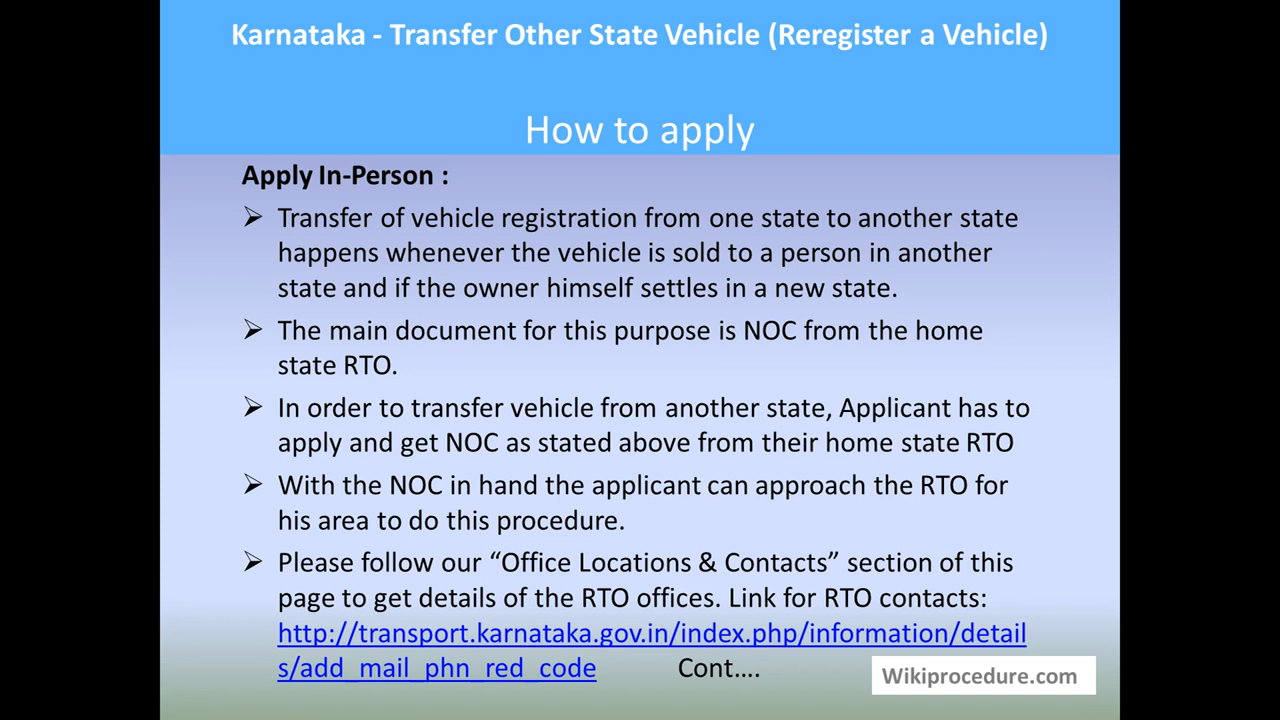 Karnataka - Transfer Other State Vehicle (Reregister a Vehicle)
How to apply
Apply In-Person :
➢ Transfer of vehicle registration from one state to another state
happens whenever the vehicle is sold to a person in another
state and if the owner himself settles in a new state.
➢ The main document for this purpose is NOC from the home
state RTO.
➢ In order to transfer vehicle from another state, Applicant has to
apply and get NOC as stated above from their home state RTO
➢ With the NOC in hand the applicant can approach the RTO for
his area to do this procedure.
➢ Please follow our “Office Locations & Contacts” section of this
page to get details of the RTO offices. Link for RTO contacts:
http://transport.karnataka.gov.in/index.php/information/detail
s/add_mail_phn_red_code Cont….
Wikiprocedure.com